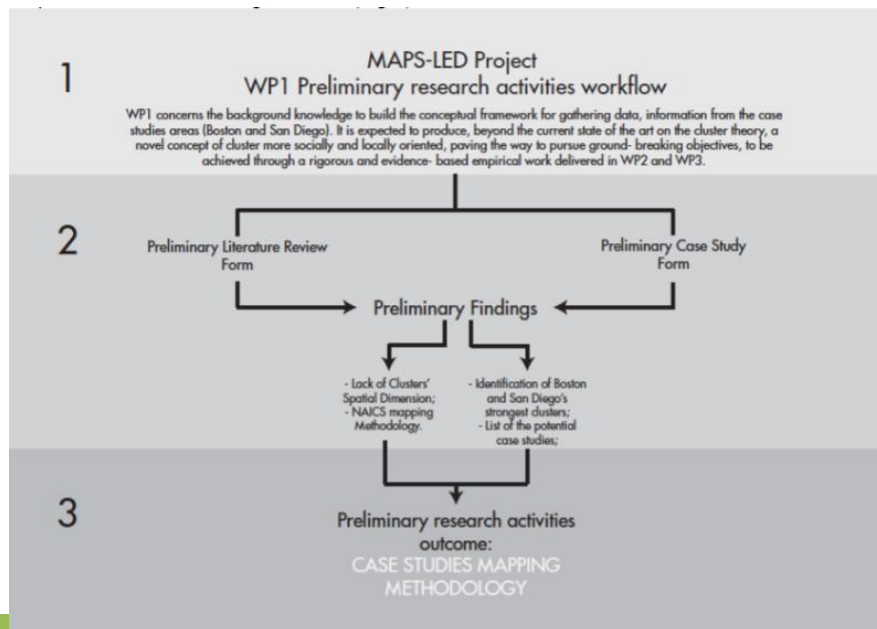 1
MAPS-LED Project
WP1 Preliminary research activities workflow
WP1 concerns the background knowledge to build the conceptual framework for gathering data, information from the case
studies areas (Boston and San Diego). It is expected to produce, beyond the current state of the art on the cluster theory, a
novel concept of cluster more socially and locally oriented, paving the way to pursue ground- breaking objectives, to be
achieved through a rigorous and evidence- based empirical work delivered in WP2 and WP3.
2
Preliminary Literature Review
Form
Preliminary Case Study
Form
Preliminary Findings
- Lack of Clusters'
Spatial Dimension;
- NAICS mapping
Methodology.
- Identification of Boston
and San Diego's
strongest clusters;
- List of the potential
case studies;
3
Preliminary research activities
outcome:
CASE STUDIES MAPPING
METHODOLOGY